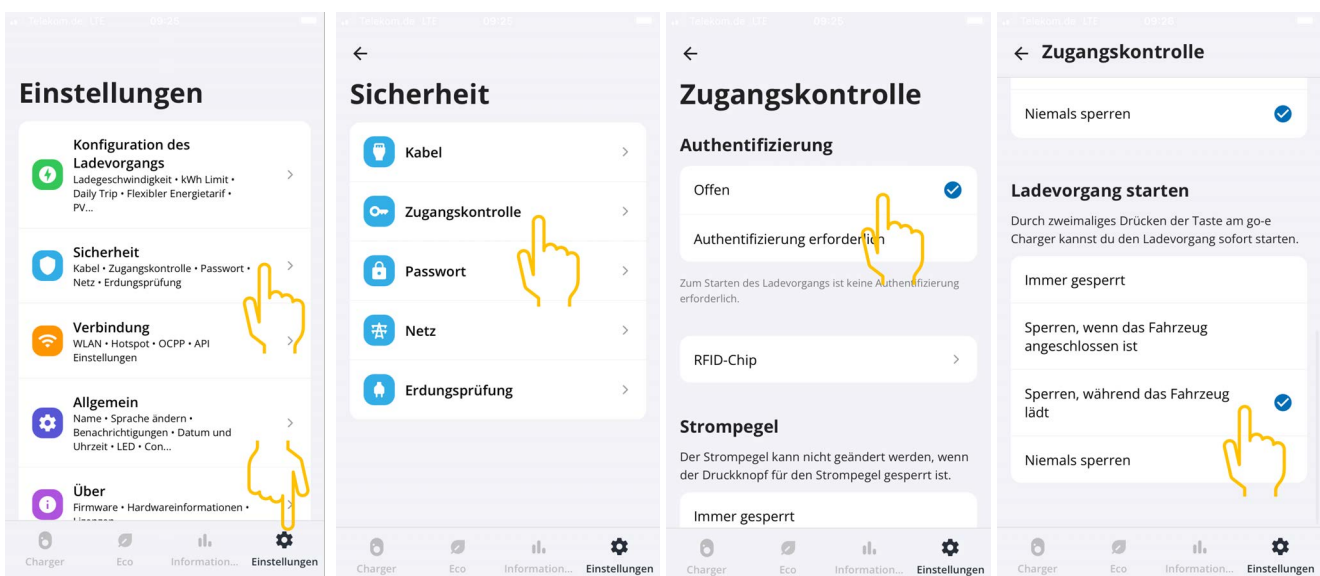 Telekom.de LTE 09:25
Einstellungen
Konfiguration des
Ladevorgangs
Ladegeschwindigkeit • kWh Limit •
Daily Trip • Flexibler Energietarif •
PV...
Sicherheit
Kabel • Zugangskontrolle • Passwort •
Netz • Erdungsprüfung
Verbindung
WLAN • Hotspot • OCPP • API
Einstellungen
Allgemein
Name • Sprache ändern •
Benachrichtigungen • Datum und
Uhrzeit • LED • Con...
Über
Firmware • Hardwareinformationen •
Charger Eco Information... Einstellungen
Telekom.de LTE 09:25
Sicherheit
Kabel
Zugangskontrolle
Passwort
Netz
Erdungsprüfung
Charger Eco Information... Einstellungen
Telekom.de LTE 09:25
Zugangskontrolle
Authentifizierung
Offen
Authentifizierung erforderlich
Zum Starten des Ladevorgangs ist keine Authentifizierung
erforderlich.
RFID-Chip
Strompegel
Der Strompegel kann nicht geändert werden, wenn
der Druckknopf für den Strompegel gesperrt ist.
Immer gesperrt
Charger Eco Information... Einstellungen
Telekom.de LTE 09:26
Zugangskontrolle
Niemals sperren
Ladevorgang starten
Durch zweimaliges Drücken der Taste am go-e
Charger kannst du den Ladevorgang sofort starten.
Immer gesperrt
Sperren, wenn das Fahrzeug
angeschlossen ist
Sperren, während das Fahrzeug
lädt
Niemals sperren
Charger Eco Information... Einstellungen